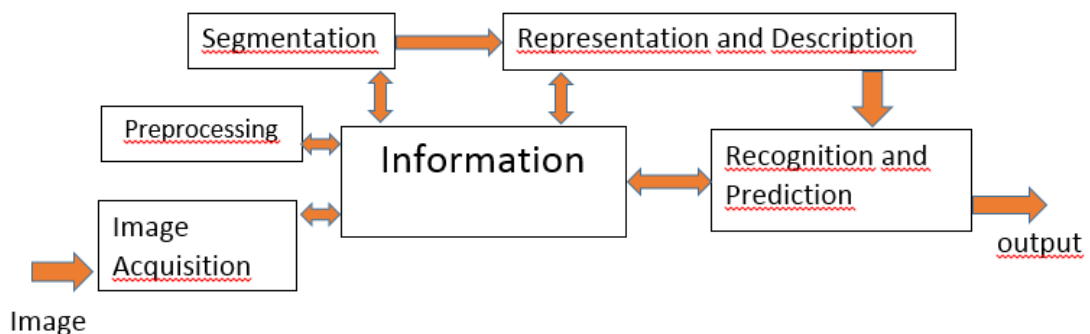 Segmentation
Representation and Description
Preprocessing
Information
Recognition and
Prediction
Image
Acquisition
output
Image